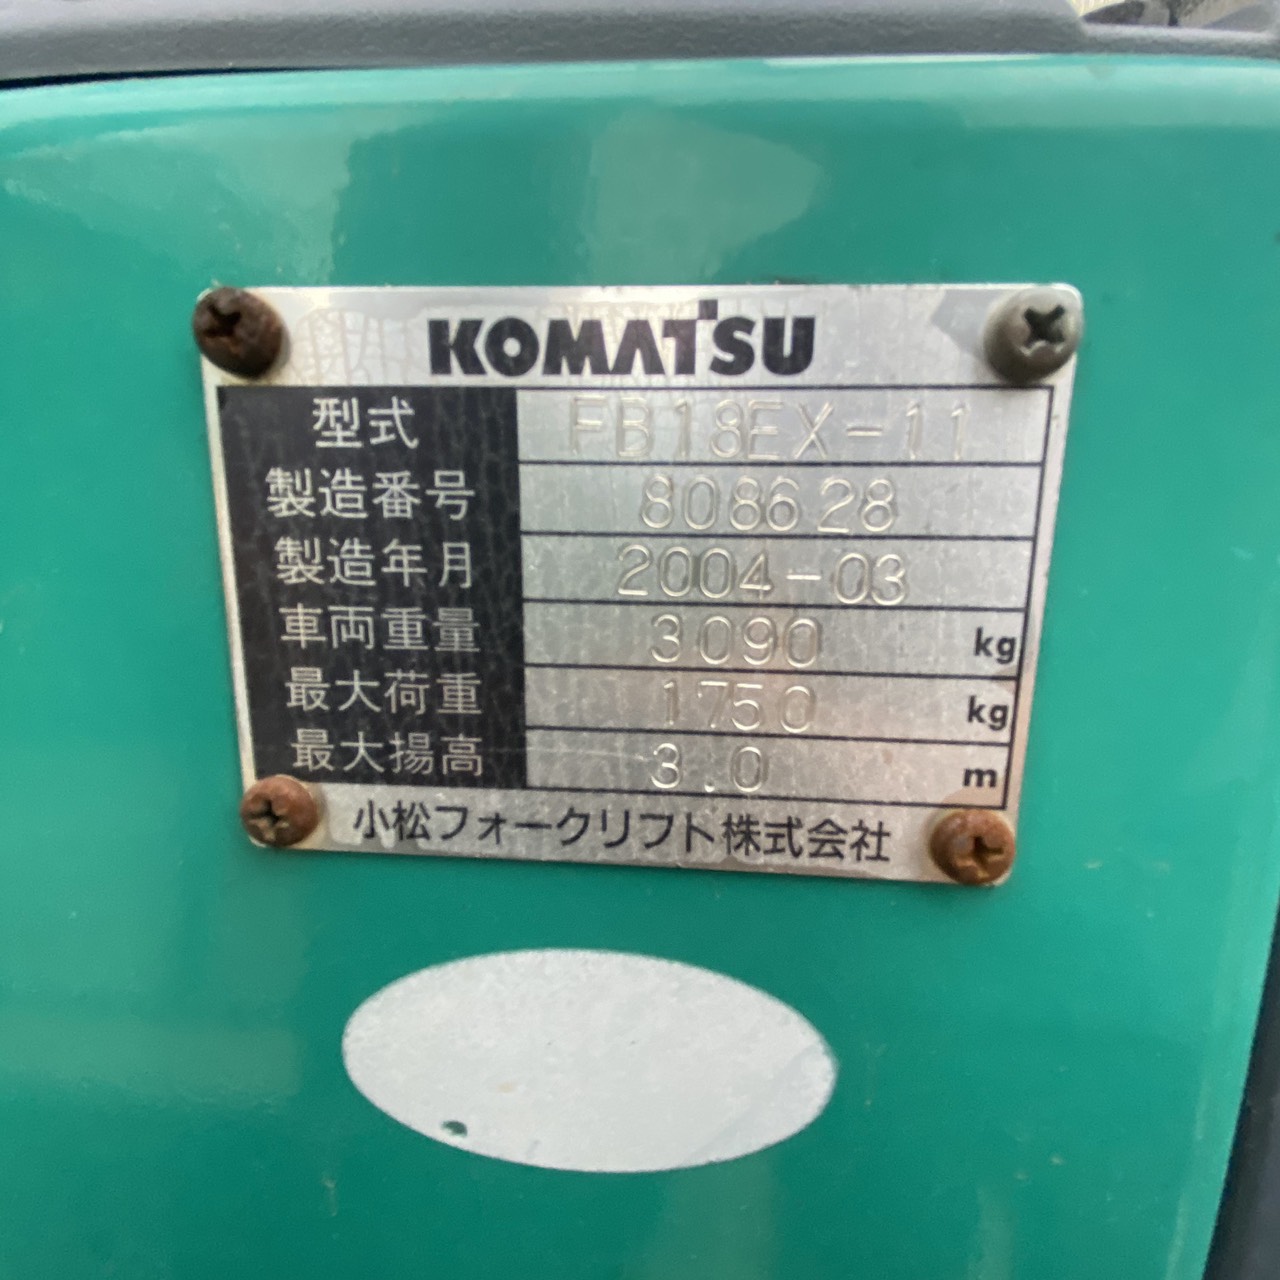 KOMATSU
型式 FB18EX-11
製造番号 808628
製造年月 2004-03
車両重量 3090 kg
最大荷重 1750 kg
最大揚高 3.0 m
小松フォークリフト株式会社